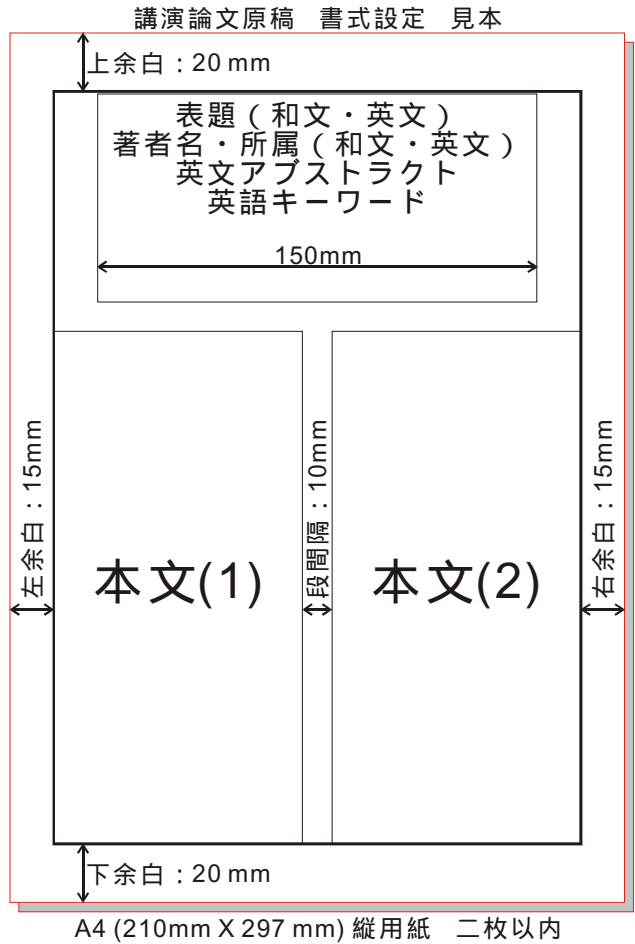 講演論文原稿　書式設定　見本
上余白：20 mm
表題（和文・英文）
著者名・所属（和文・英文）
英文アブストラクト
英語キーワード
150mm
左余白：15mm
本文(1)
段間隔：10mm
本文(2)
右余白：15mm
下余白：20 mm
A4 (210mm X 297 mm) 縦用紙　二枚以内